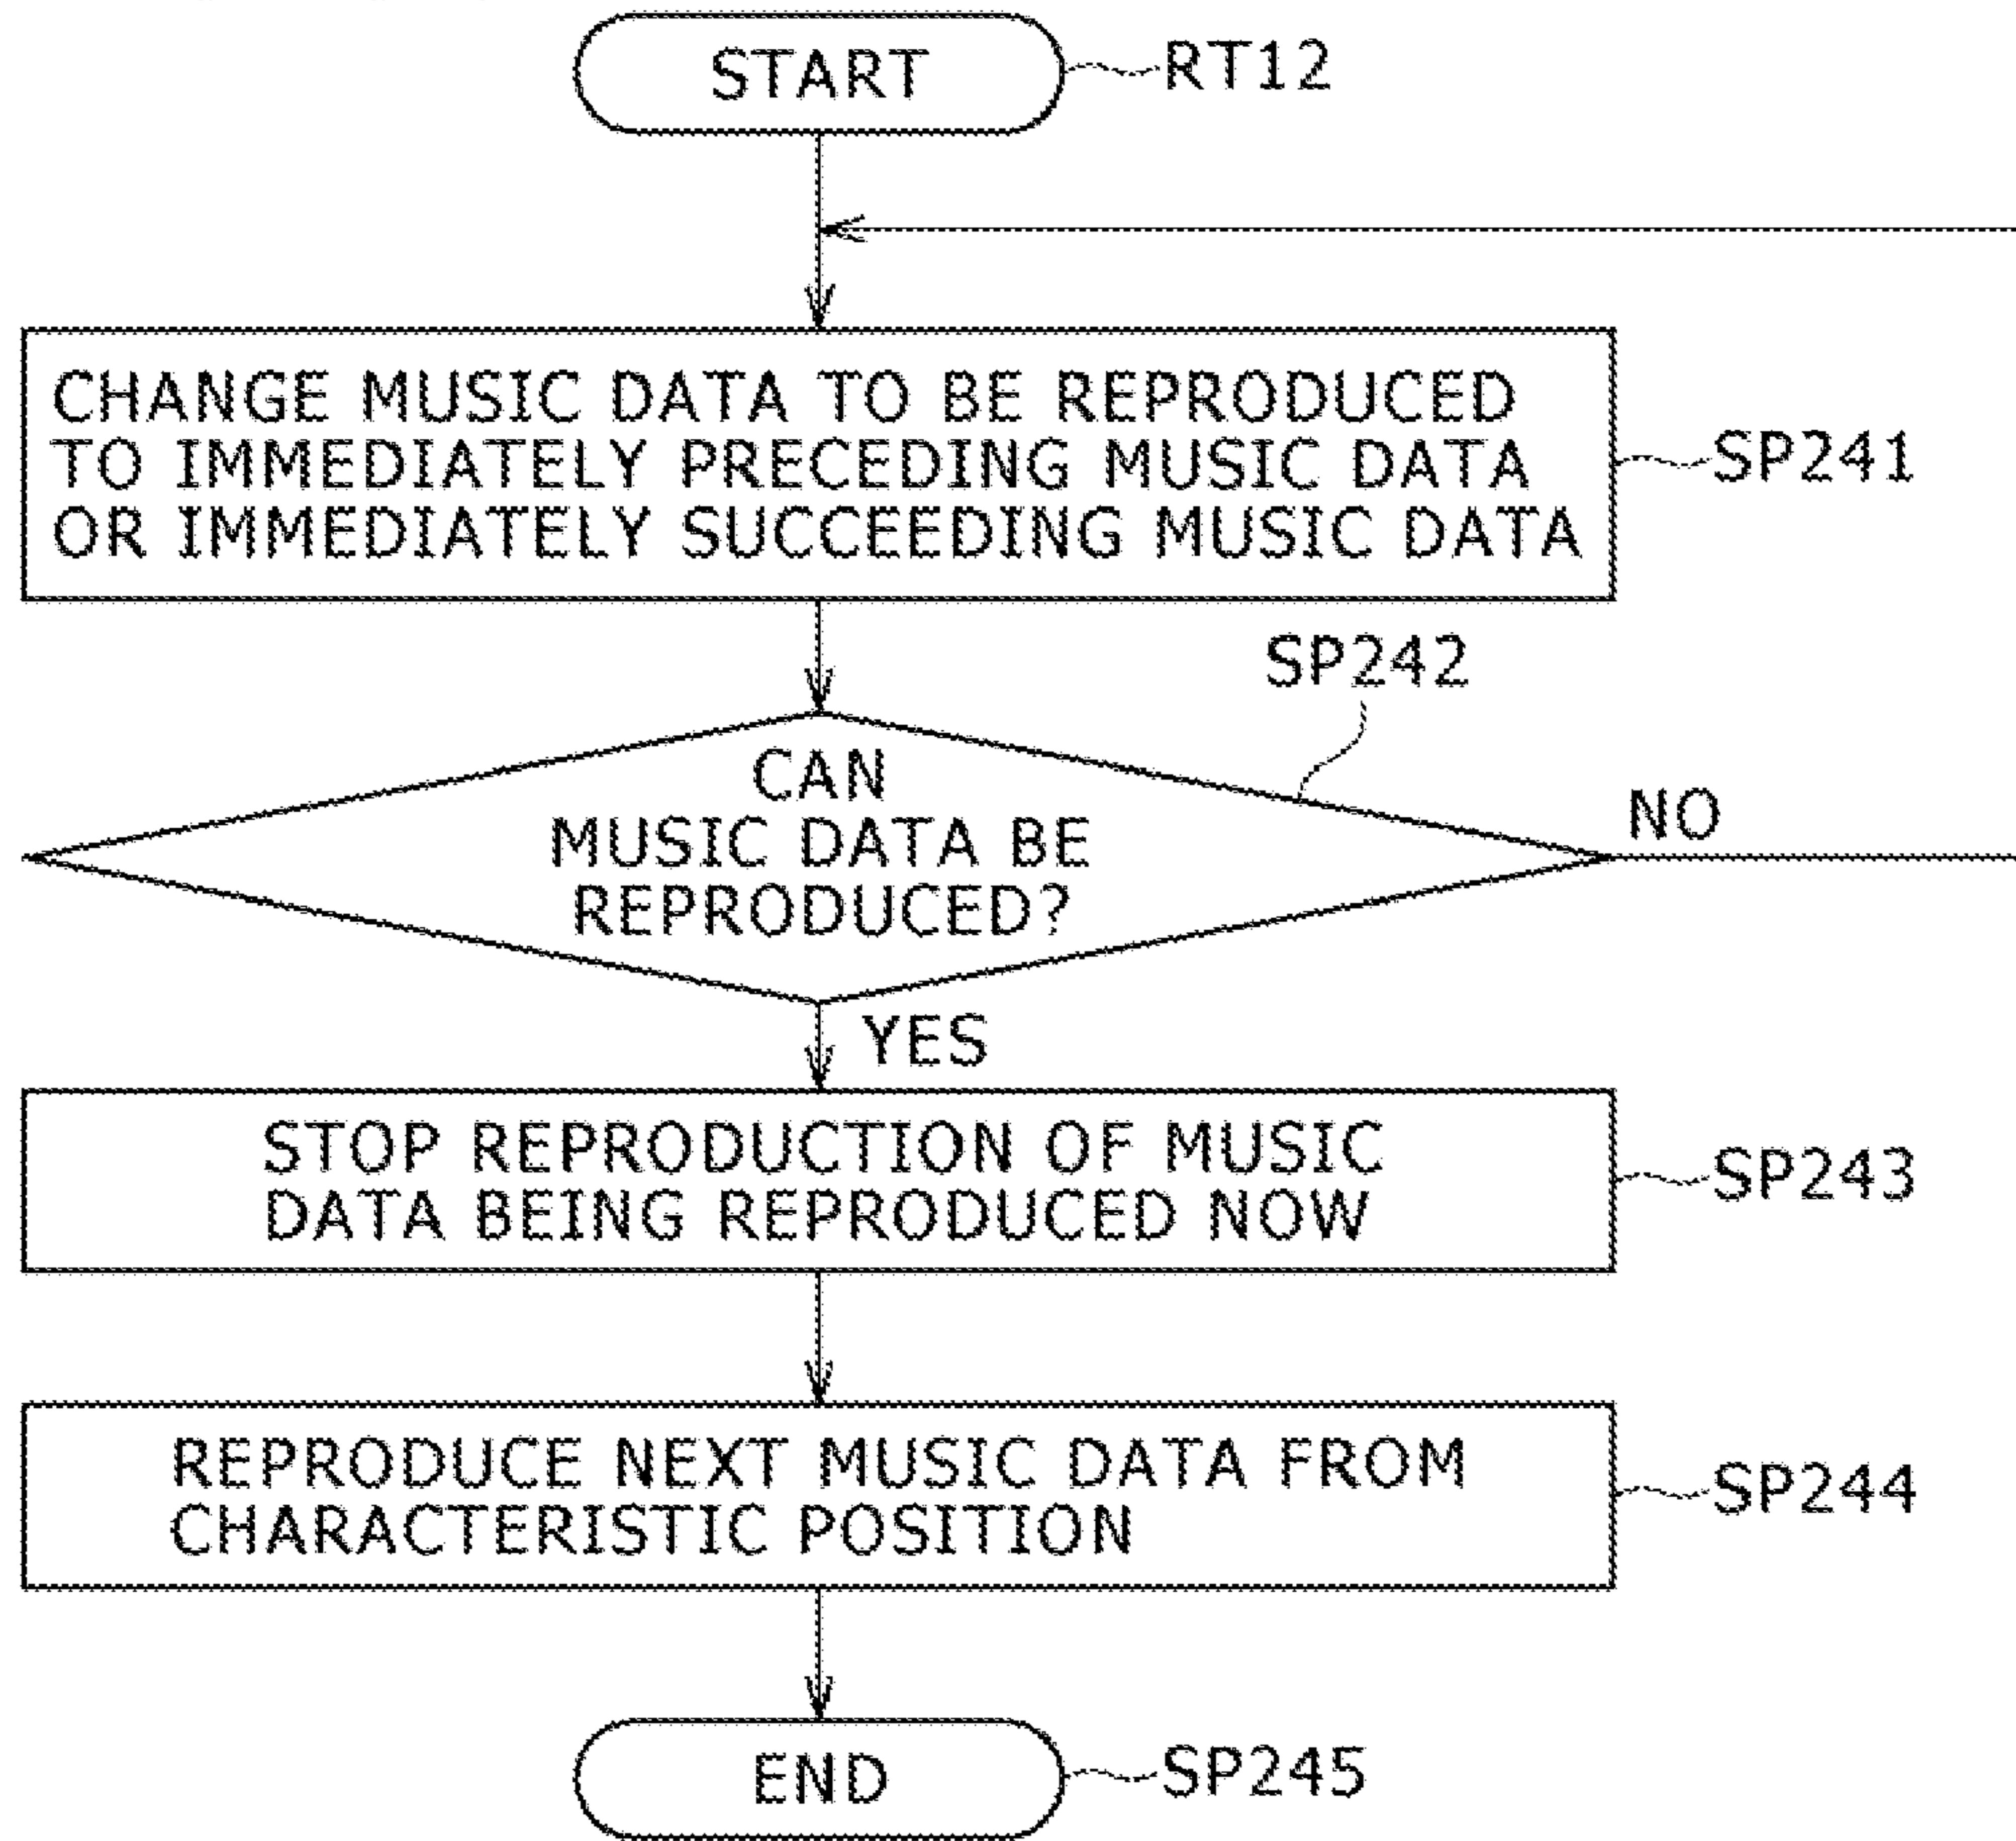 START
RT12
CHANGE MUSIC DATA TO BE REPRODUCED
TO IMMEDIATELY PRECEDING MUSIC DATA
OR IMMEDIATELY SUCCEEDING MUSIC DATA
SP241
SP242
CAN
MUSIC DATA BE
REPRODUCED?
NO
YES
STOP REPRODUCTION OF MUSIC
DATA BEING REPRODUCED NOW
SP243
REPRODUCE NEXT MUSIC DATA FROM
CHARACTERISTIC POSITION
SP244
END
SP245